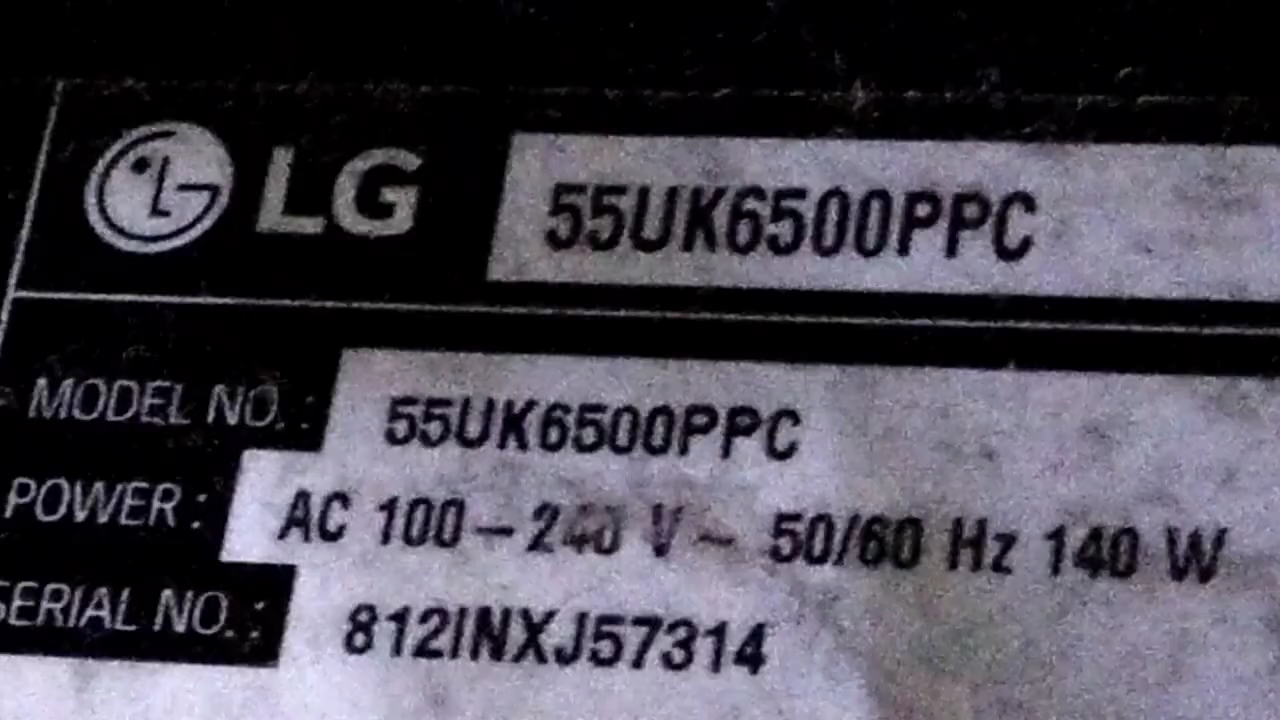 LG 55UK6500PPC
MODEL NO. : 55UK6500PPC
POWER : AC 100 – 240 V ~ 50/60 Hz 140 W
SERIAL NO. : 812INXJ57314